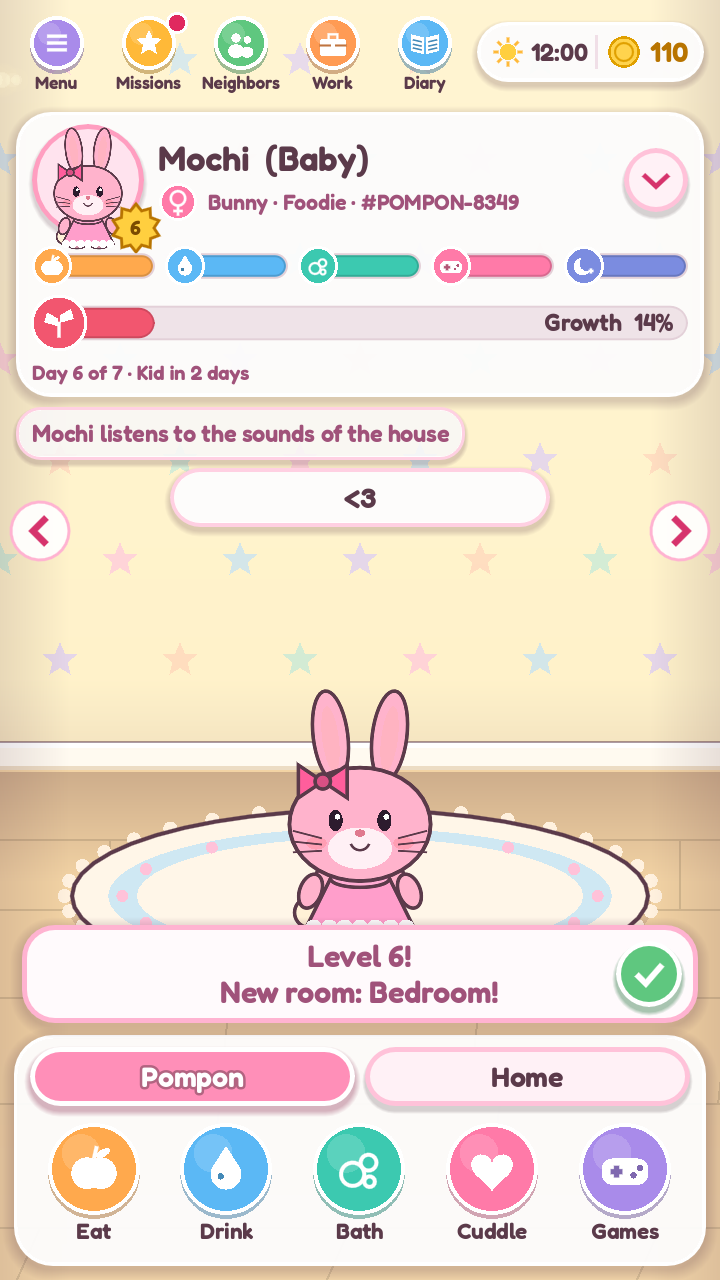 Menu
Missions
Neighbors
Work
Diary
12:00
110
Mochi (Baby)
Bunny · Foodie · #POMPON-8349
6
Growth 14%
Day 6 of 7 · Kid in 2 days
Mochi listens to the sounds of the house
<3
Level 6!
New room: Bedroom!
Pompon
Home
Eat
Drink
Bath
Cuddle
Games